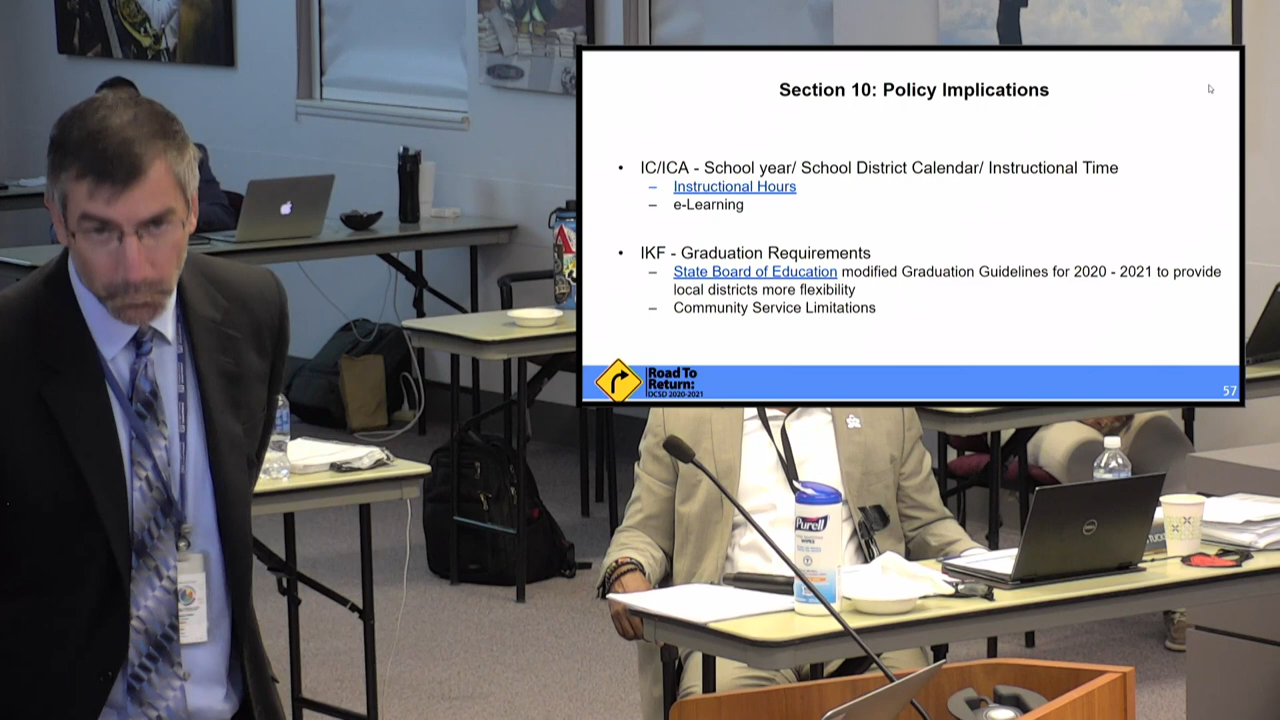 Section 10: Policy Implications
• IC/ICA - School year/ School District Calendar/ Instructional Time
– Instructional Hours
– e-Learning
• IKF - Graduation Requirements
– State Board of Education modified Graduation Guidelines for 2020 - 2021 to provide
local districts more flexibility
– Community Service Limitations
Road To
Return:
DCSD 2020-2021
57
Purell
WIPES
DELL